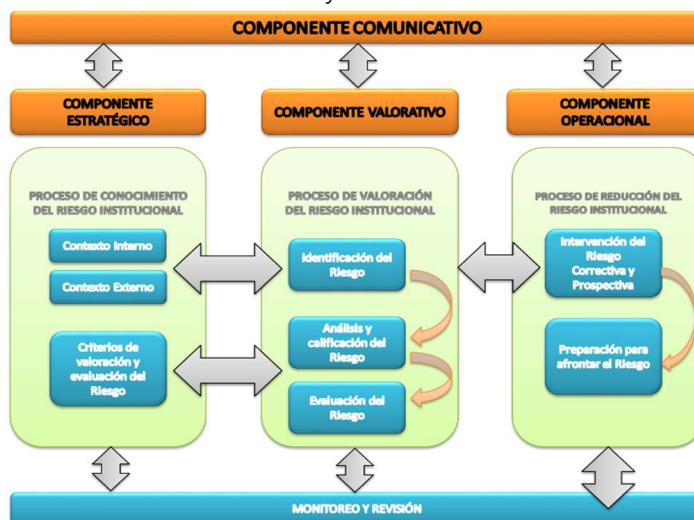 COMPONENTE COMUNICATIVO
COMPONENTE
ESTRATÉGICO
COMPONENTE VALORATIVO
COMPONENTE
OPERACIONAL
PROCESO DE CONOCIMIENTO
DEL RIESGO INSTITUCIONAL
Contexto Interno
Contexto Externo
Criterios de
valoración y
evaluación del
Riesgo
PROCESO DE VALORACIÓN
DEL RIESGO INSTITUCIONAL
Identificación del
Riesgo
Análisis y
calificación del
Riesgo
Evaluación del
Riesgo
PROCESO DE REDUCCIÓN DEL
RIESGO INSTITUCIONAL
Intervención del
Riesgo
Correctiva y
Prospectiva
Preparación para
afrontar el Riesgo
MONITOREO Y REVISIÓN